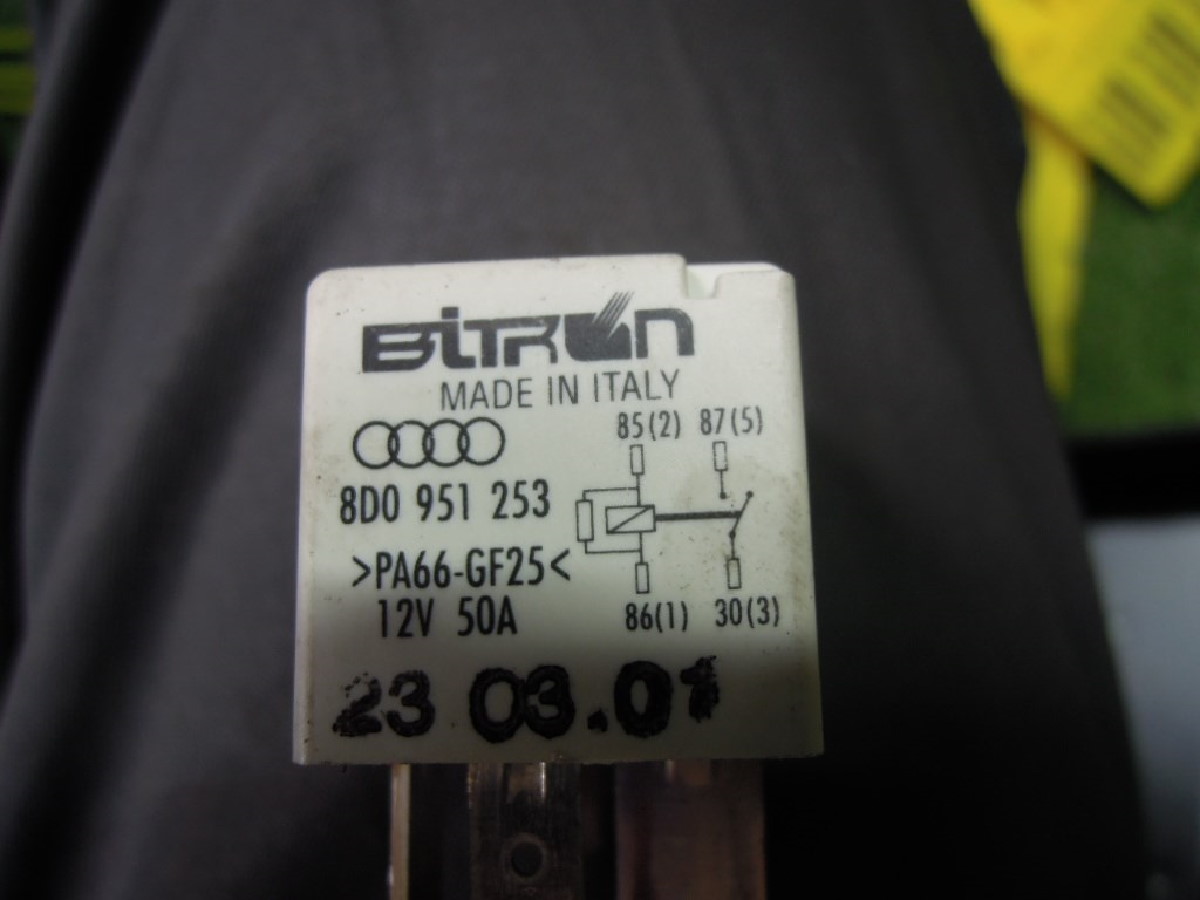 BiTRON
MADE IN ITALY
8D0 951 253
>PA66-GF25<
12V 50A
85(2) 87(5)
86(1) 30(3)
23 03.01